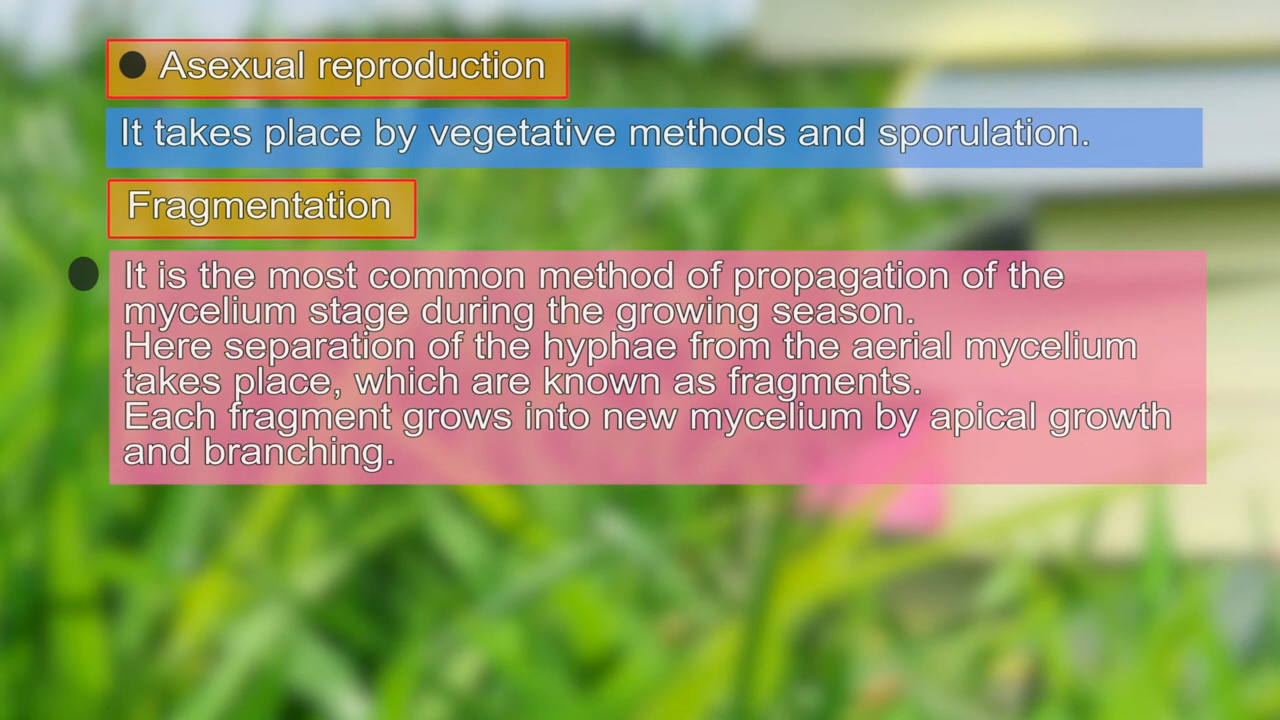 ● Asexual reproduction
It takes place by vegetative methods and sporulation.
Fragmentation
● It is the most common method of propagation of the
mycelium stage during the growing season.
Here separation of the hyphae from the aerial mycelium
takes place, which are known as fragments.
Each fragment grows into new mycelium by apical growth
and branching.